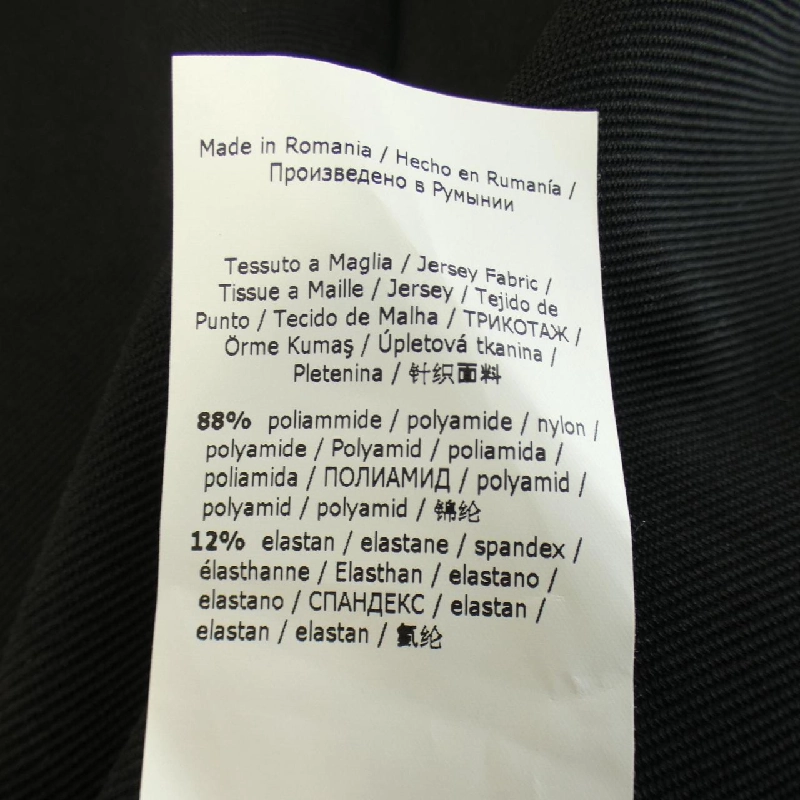 Made in Romania / Hecho en Rumanía /
Произведено в Румынии
Tessuto a Maglia / Jersey Fabric /
Tissue a Maille / Jersey / Tejido de
Punto / Tecido de Malha / ТРИКОТАЖ /
Örme Kumaş / Úpletová tkanina /
Pletenina / 针织面料
88% poliammide / polyamide / nylon /
polyamide / Polyamid / poliamida /
poliamida / ПОЛИАМИД / polyamid /
polyamid / polyamid / 锦纶
12% elastan / elastane / spandex /
élasthanne / Elasthan / elastano /
elastano / СПАНДЕКС / elastan /
elastan / elastan / 氨纶